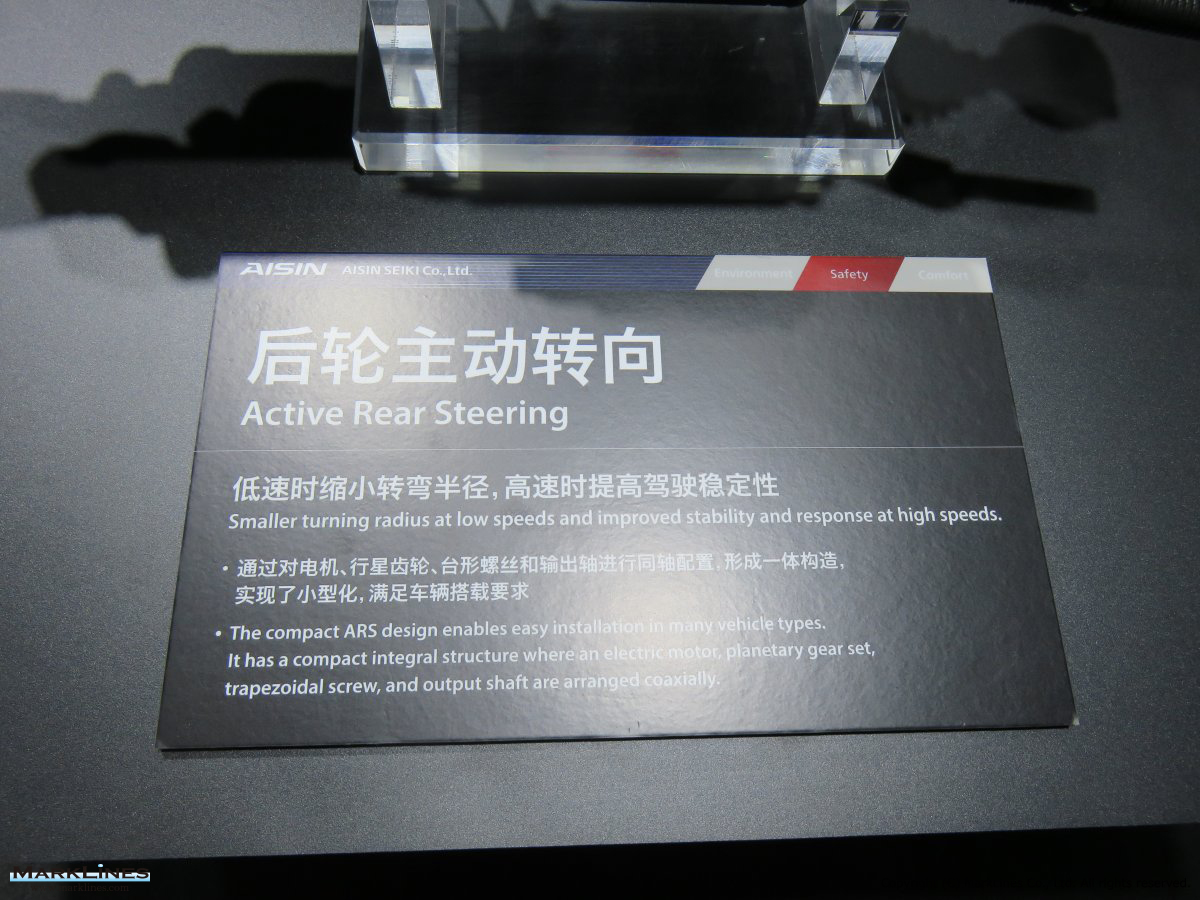 AISIN AISIN SEIKI Co.,Ltd. Environment Safety Comfort
后轮主动转向
Active Rear Steering
低速时缩小转弯半径，高速时提高驾驶稳定性
Smaller turning radius at low speeds and improved stability and response at high speeds.
• 通过对电机、行星齿轮、台形螺丝和输出轴进行同轴配置，形成一体构造，
实现了小型化，满足车辆搭载要求
• The compact ARS design enables easy installation in many vehicle types.
It has a compact integral structure where an electric motor, planetary gear set,
trapezoidal screw, and output shaft are arranged coaxially.
MARKLINES